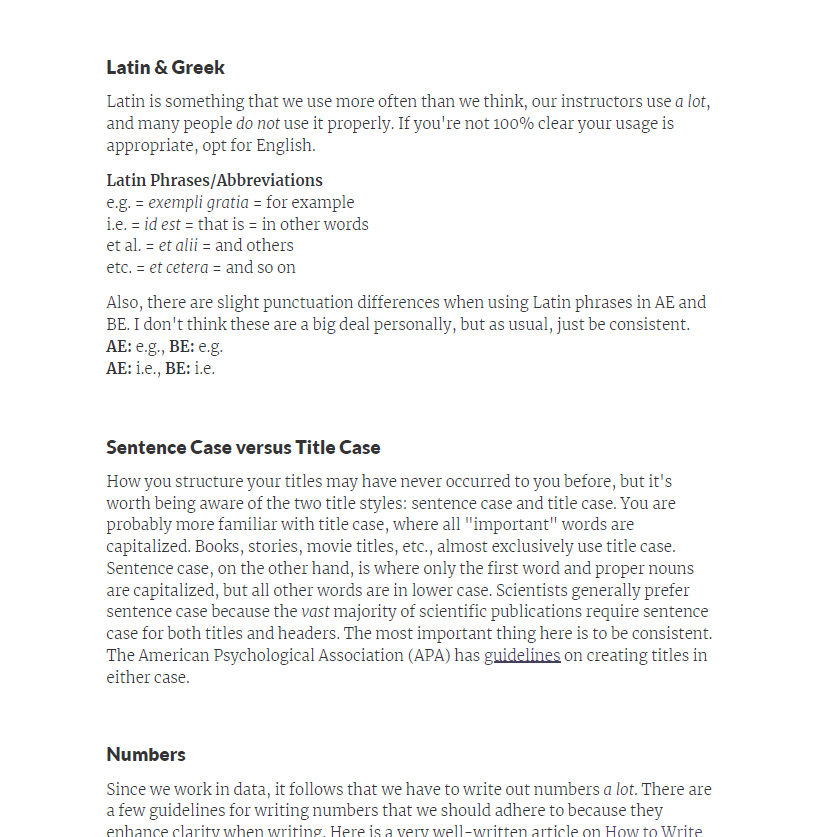 Latin & Greek
Latin is something that we use more often than we think, our instructors use a lot,
and many people do not use it properly. If you're not 100% clear your usage is
appropriate, opt for English.
Latin Phrases/Abbreviations
e.g. = exempli gratia = for example
i.e. = id est = that is = in other words
et al. = et alii = and others
etc. = et cetera = and so on
Also, there are slight punctuation differences when using Latin phrases in AE and
BE. I don't think these are a big deal personally, but as usual, just be consistent.
AE: e.g., BE: e.g.
AE: i.e., BE: i.e.
Sentence Case versus Title Case
How you structure your titles may have never occurred to you before, but it's
worth being aware of the two title styles: sentence case and title case. You are
probably more familiar with title case, where all "important" words are
capitalized. Books, stories, movie titles, etc., almost exclusively use title case.
Sentence case, on the other hand, is where only the first word and proper nouns
are capitalized, but all other words are in lower case. Scientists generally prefer
sentence case because the vast majority of scientific publications require sentence
case for both titles and headers. The most important thing here is to be consistent.
The American Psychological Association (APA) has guidelines on creating titles in
either case.
Numbers
Since we work in data, it follows that we have to write out numbers a lot. There are
a few guidelines for writing numbers that we should adhere to because they
enhance clarity when writing. Here is a very well-written article on How to Write